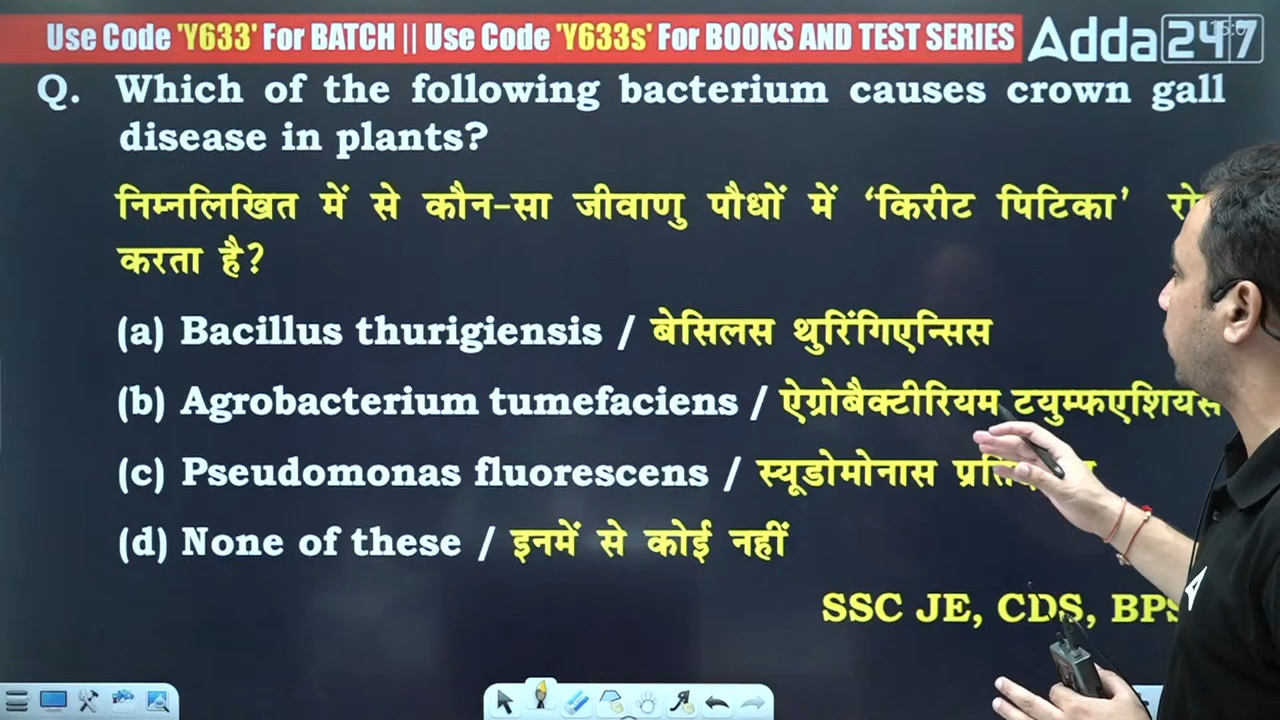 Use Code 'Y633' For BATCH || Use Code 'Y633s' For BOOKS AND TEST SERIES
Adda247
Q. Which of the following bacterium causes crown gall
disease in plants?
निम्नलिखित में से कौन-सा जीवाणु पौधों में ‘किरीट पिटिका’
करता है?
(a) Bacillus thurigiensis / बेसिलस थुरिंगिएन्सिस
(b) Agrobacterium tumefaciens / ऐग्रोबैक्टीरियम टयुम्फएशियस
(c) Pseudomonas fluorescens / स्यूडोमोनास
(d) None of these / इनमें से कोई नहीं
SSC JE, CDS,